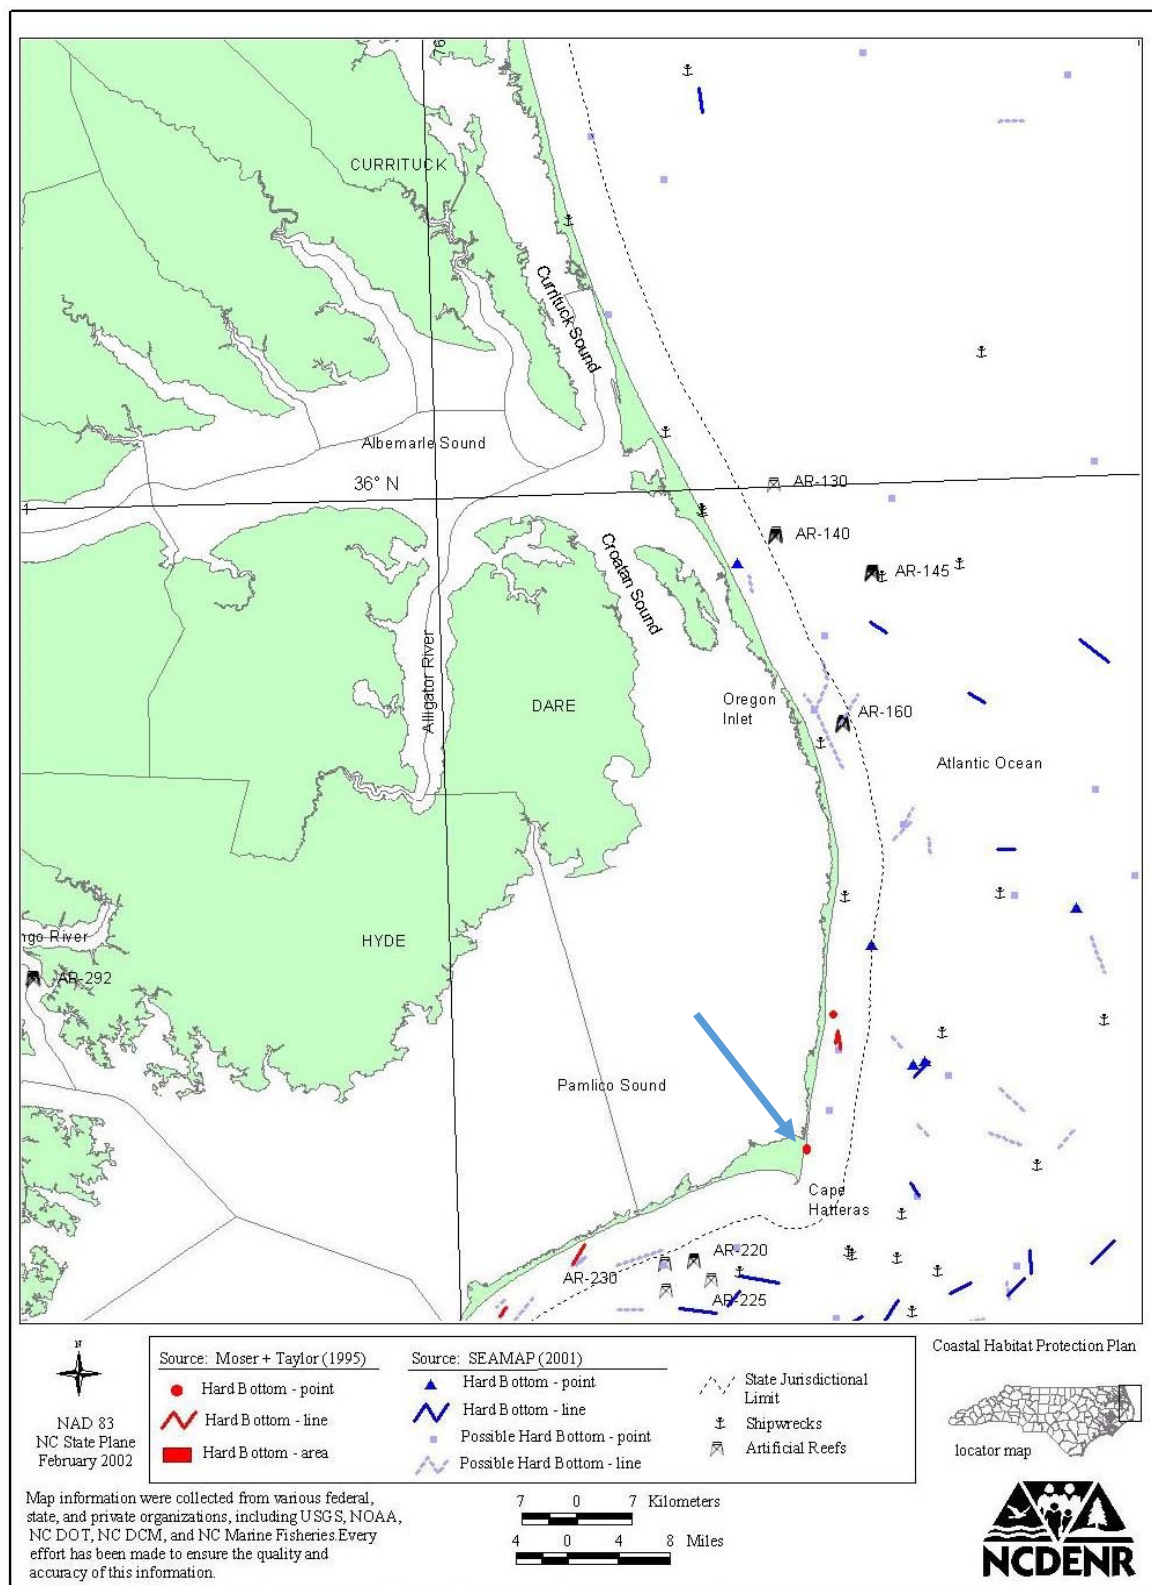 76
CURRITUCK
Currituck Sound
Albemarle Sound
36° N
AR-130
AR-140
AR-145
Croatan Sound
Alligator River
DARE
Oregon
Inlet
AR-160
Atlantic Ocean
HYDE
ngo River
AR-292
Pamlico Sound
Cape
Hatteras
AR-220
AR-230
AR-225
N
NAD 83
NC State Plane
February 2002
Source: Moser + Taylor (1995)
Hard Bottom - point
Hard Bottom - line
Hard Bottom - area
Source: SEAMAP (2001)
Hard Bottom - point
Hard Bottom - line
Possible Hard Bottom - point
Possible Hard Bottom - line
State Jurisdictional
Limit
Shipwrecks
Artificial Reefs
Coastal Habitat Protection Plan
locator map
Map information were collected from various federal,
state, and private organizations, including USGS, NOAA,
NC DOT, NC DCM, and NC Marine Fisheries.Every
effort has been made to ensure the quality and
accuracy of this information.
7 0 7 Kilometers
4 0 4 8 Miles
NCDENR